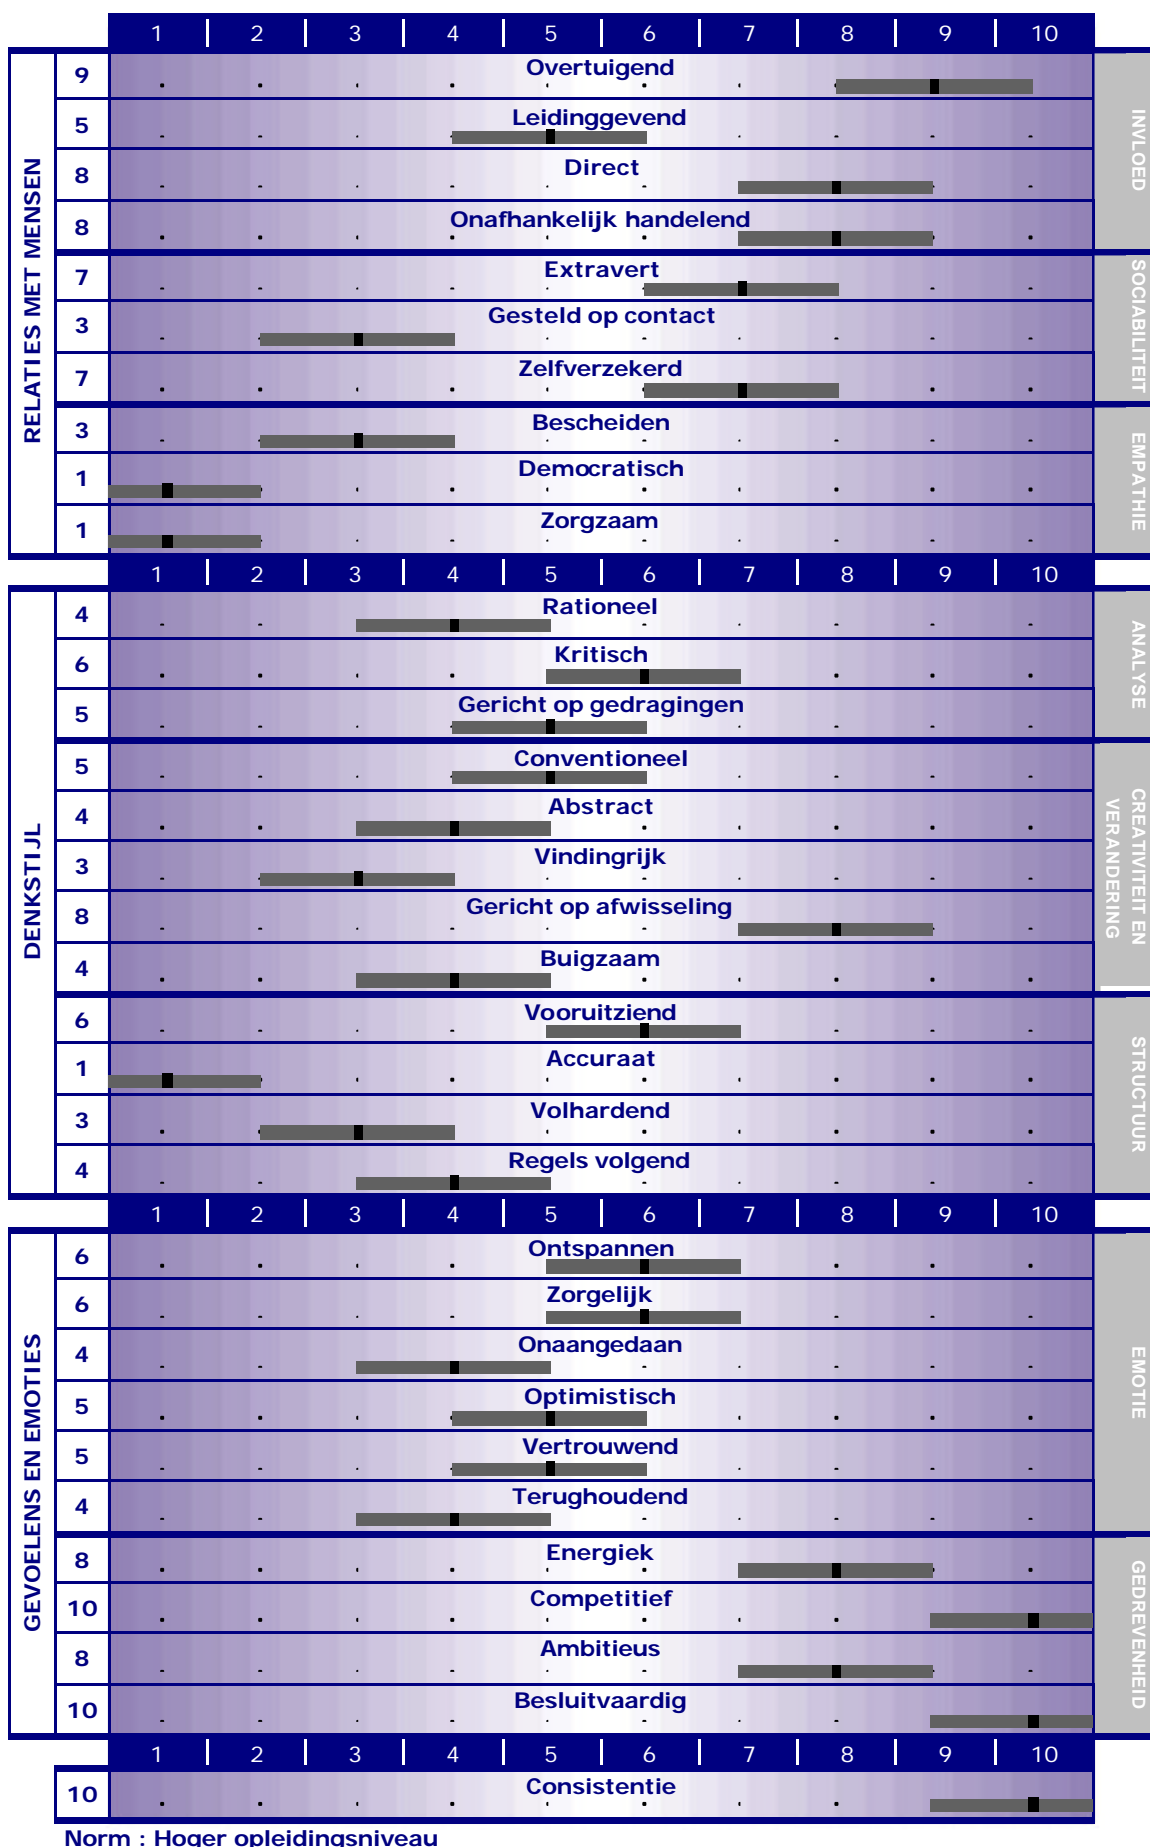 1 2 3 4 5 6 7 8 9 10
RELATIES MET MENSEN
INVLOED
9 Overtuigend
5 Leidinggevend
8 Direct
8 Onafhankelijk handelend
SOCIABILITEIT
7 Extravert
3 Gesteld op contact
7 Zelfverzekerd
EMPATHIE
3 Bescheiden
1 Democratisch
1 Zorgzaam
1 2 3 4 5 6 7 8 9 10
DENKSTIJL
ANALYSE
4 Rationeel
6 Kritisch
5 Gericht op gedragingen
CREATIVITEIT EN
VERANDERING
5 Conventioneel
4 Abstract
3 Vindingrijk
8 Gericht op afwisseling
4 Buigzaam
STRUCTUUR
6 Vooruitziend
1 Accuraat
3 Volhardend
4 Regels volgend
1 2 3 4 5 6 7 8 9 10
GEVOELENS EN EMOTIES
EMOTIE
6 Ontspannen
6 Zorgelijk
4 Onaangedaan
5 Optimistisch
5 Vertrouwend
4 Terughoudend
GEDREVENHEID
8 Energiek
10 Competitief
8 Ambitieus
10 Besluitvaardig
1 2 3 4 5 6 7 8 9 10
10 Consistentie
Norm : Hoger opleidingsniveau